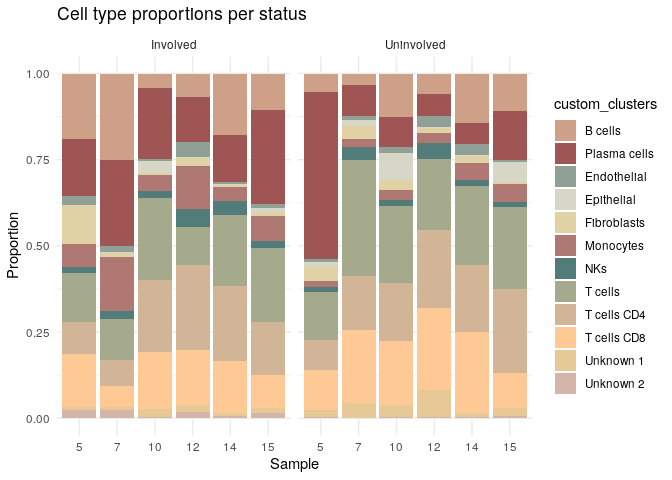 Cell type proportions per status
Involved
Uninvolved
1.00
0.75
0.50
0.25
0.00
Proportion
5 7 10 12 14 15
5 7 10 12 14 15
Sample
custom_clusters
B cells
Plasma cells
Endothelial
Epithelial
Fibroblasts
Monocytes
NKs
T cells
T cells CD4
T cells CD8
Unknown 1
Unknown 2